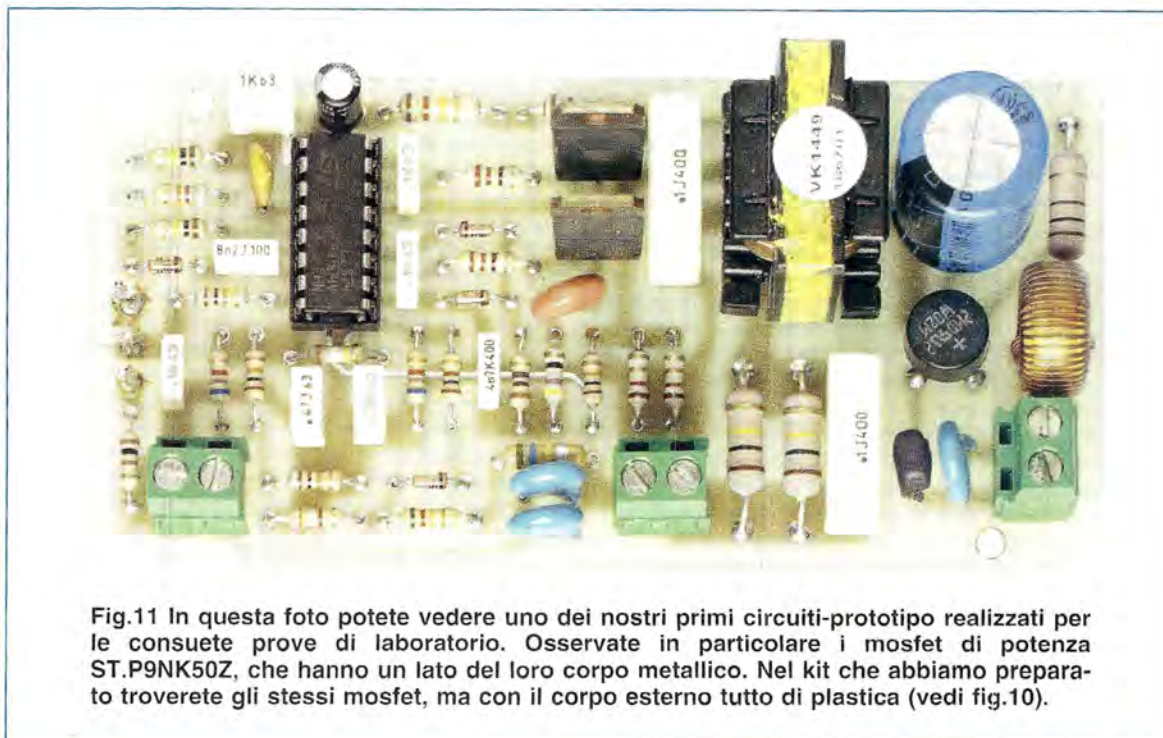 1K63
8n2J100
.1J400
VK1449
4n7K400
.47J63
.1J400
Fig.11 In questa foto potete vedere uno dei nostri primi circuiti-prototipo realizzati per
le consuete prove di laboratorio. Osservate in particolare i mosfet di potenza
ST.P9NK50Z, che hanno un lato del loro corpo metallico. Nel kit che abbiamo prepara-
to troverete gli stessi mosfet, ma con il corpo esterno tutto di plastica (vedi fig.10).